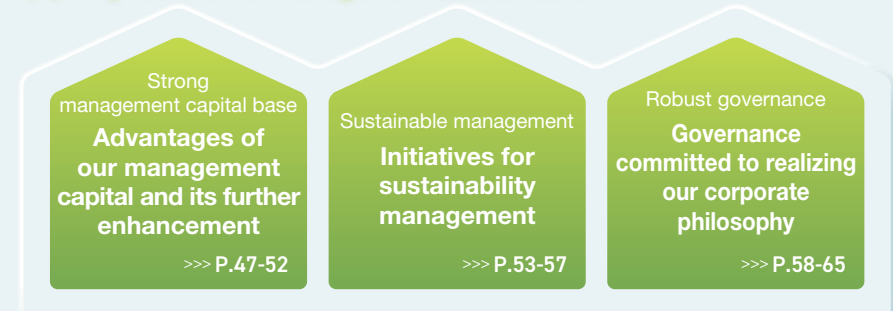 Strong
management capital base
Advantages of
our management
capital and its further
enhancement
>>> P.47-52
Sustainable management
Initiatives for
sustainability
management
>>> P.53-57
Robust governance
Governance
committed to realizing
our corporate
philosophy
>>> P.58-65